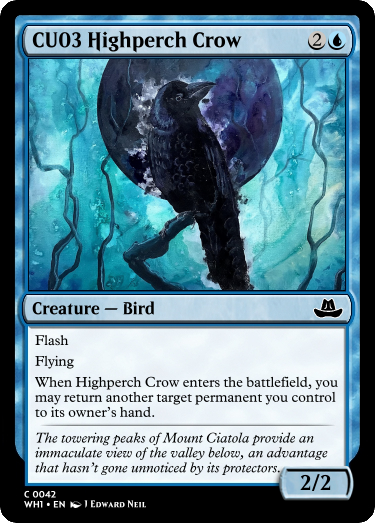 CU03 Highperch Crow 2
Creature — Bird
Flash
Flying
When Highperch Crow enters the battlefield, you
may return another target permanent you control
to its owner's hand.
The towering peaks of Mount Ciatola provide an
immaculate view of the valley below, an advantage
that hasn't gone unnoticed by its protectors.
2/2
C 0042
WH1 • EN J Edward Neil